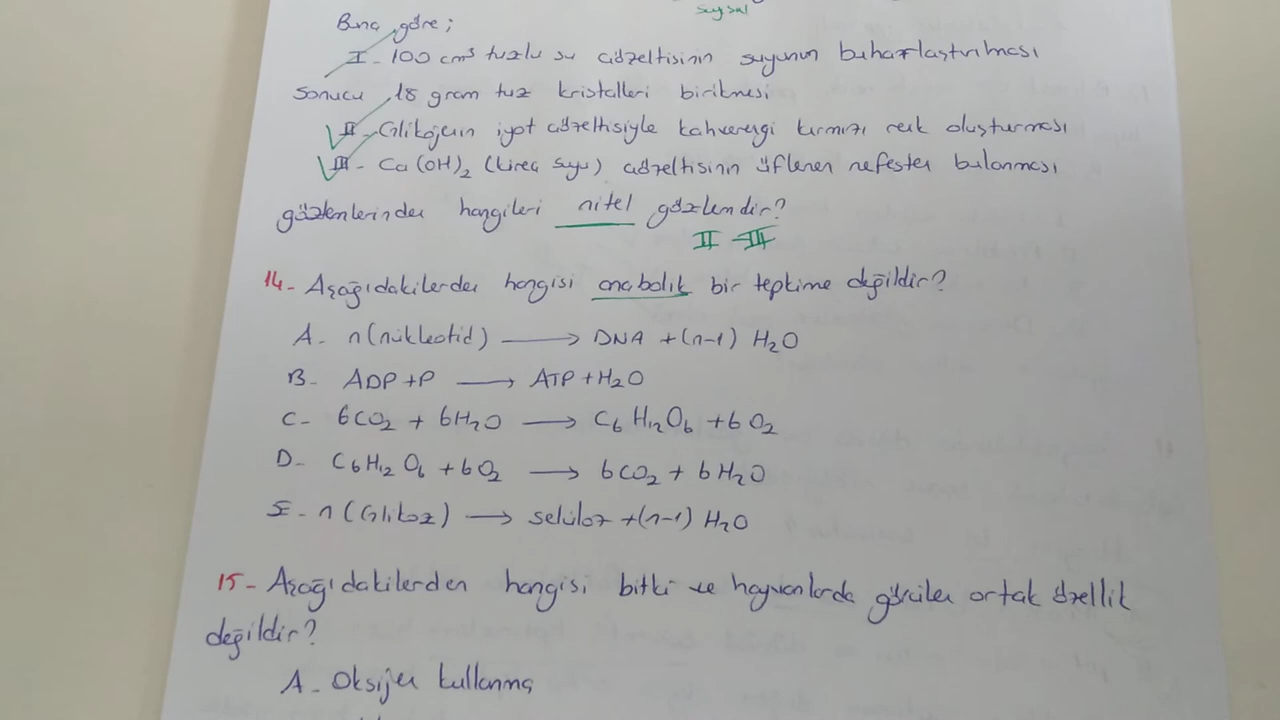 sayısal
Buna göre;
I- 100 cm³ tuzlu su çözeltisinin suyunun buharlaştırılması
sonucu 18 gram tuz kristalleri birikmesi
II- Glikojenin iyot çözeltisiyle kahverengi kırmızı renk oluşturması
III- Ca(OH)₂ (kireç suyu) çözeltisinin üflenen nefesten bulanması
gözlemlerinden hangileri nitel gözlemdir?
II III
14- Aşağıdakilerden hangisi anabolik bir tepkime değildir?
A- n(nükleotid) → DNA + (n-1) H₂O
B- ADP + P → ATP + H₂O
C- 6CO₂ + 6H₂O → C₆H₁₂O₆ + 6O₂
D- C₆H₁₂O₆ + 6O₂ → 6CO₂ + 6H₂O
E- n(Glikoz) → selüloz + (n-1) H₂O
15- Aşağıdakilerden hangisi bitki ve hayvanlarda görülen ortak özellik
değildir?
A- Oksijen kullanma